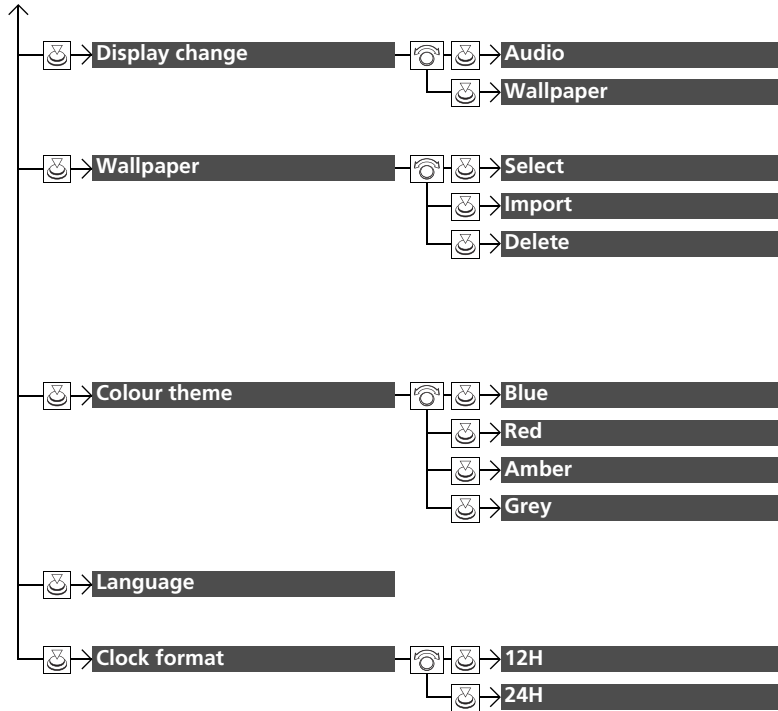 Display change
Audio
Wallpaper
Wallpaper
Select
Import
Delete
Colour theme
Blue
Red
Amber
Grey
Language
Clock format
12H
24H